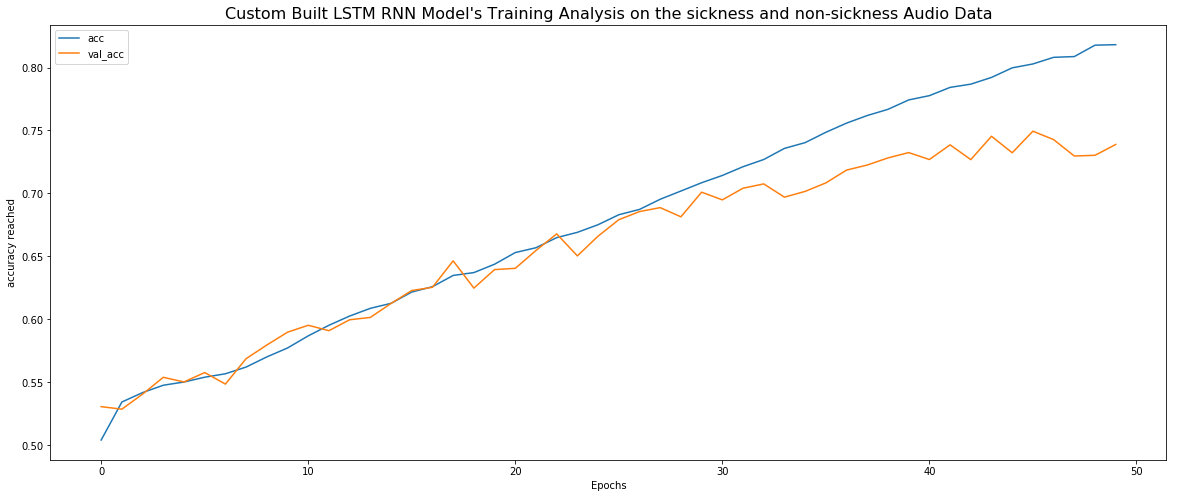 Custom Built LSTM RNN Model's Training Analysis on the sickness and non-sickness Audio Data
acc
val_acc
0.80
0.75
0.70
0.65
0.60
0.55
0.50
accuracy reached
0 10 20 30 40 50
Epochs